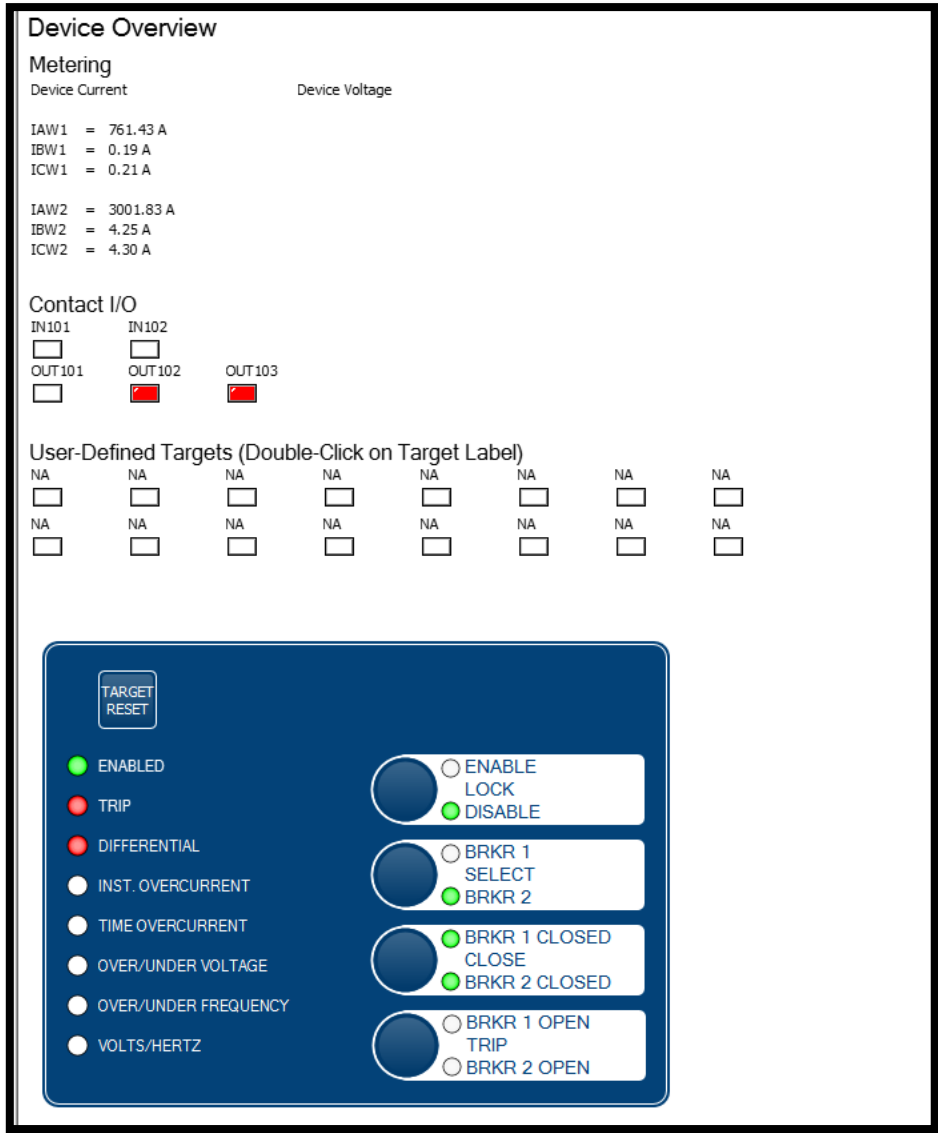 Device Overview
Metering
Device Current Device Voltage
IAW1 = 761.43 A
IBW1 = 0.19 A
ICW1 = 0.21 A
IAW2 = 3001.83 A
IBW2 = 4.25 A
ICW2 = 4.30 A
Contact I/O
IN101 IN102
OUT101 OUT102 OUT103
User-Defined Targets (Double-Click on Target Label)
NA NA NA NA NA NA NA NA
NA NA NA NA NA NA NA NA
TARGET
RESET
ENABLED
TRIP
DIFFERENTIAL
INST. OVERCURRENT
TIME OVERCURRENT
OVER/UNDER VOLTAGE
OVER/UNDER FREQUENCY
VOLTS/HERTZ
ENABLE
LOCK
DISABLE
BRKR 1
SELECT
BRKR 2
BRKR 1 CLOSED
CLOSE
BRKR 2 CLOSED
BRKR 1 OPEN
TRIP
BRKR 2 OPEN